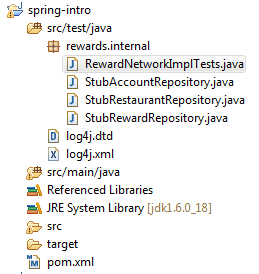 spring-intro
src/test/java
rewards.internal
RewardNetworkImplTests.java
StubAccountRepository.java
StubRestaurantRepository.java
StubRewardRepository.java
log4j.dtd
log4j.xml
src/main/java
Referenced Libraries
JRE System Library [jdk1.6.0_18]
src
target
pom.xml